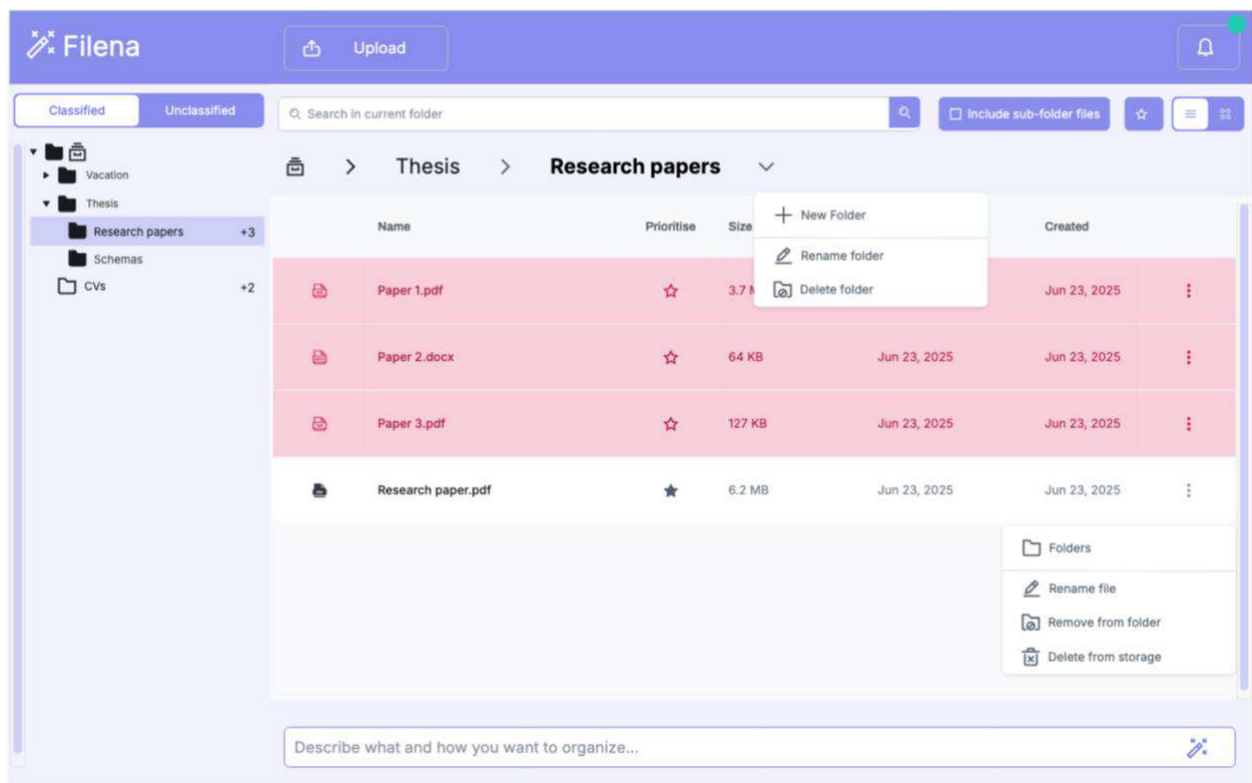 Filena
Upload
Classified Unclassified
Search in current folder
Include sub-folder files
Vacation
Thesis
Research papers +3
Schemas
CVs +2
Thesis > Research papers
New Folder
Rename folder
Delete folder
Name Prioritise Size Created
Paper 1.pdf 3.7 Jun 23, 2025
Paper 2.docx 64 KB Jun 23, 2025 Jun 23, 2025
Paper 3.pdf 127 KB Jun 23, 2025 Jun 23, 2025
Research paper.pdf 6.2 MB Jun 23, 2025 Jun 23, 2025
Folders
Rename file
Remove from folder
Delete from storage
Describe what and how you want to organize...